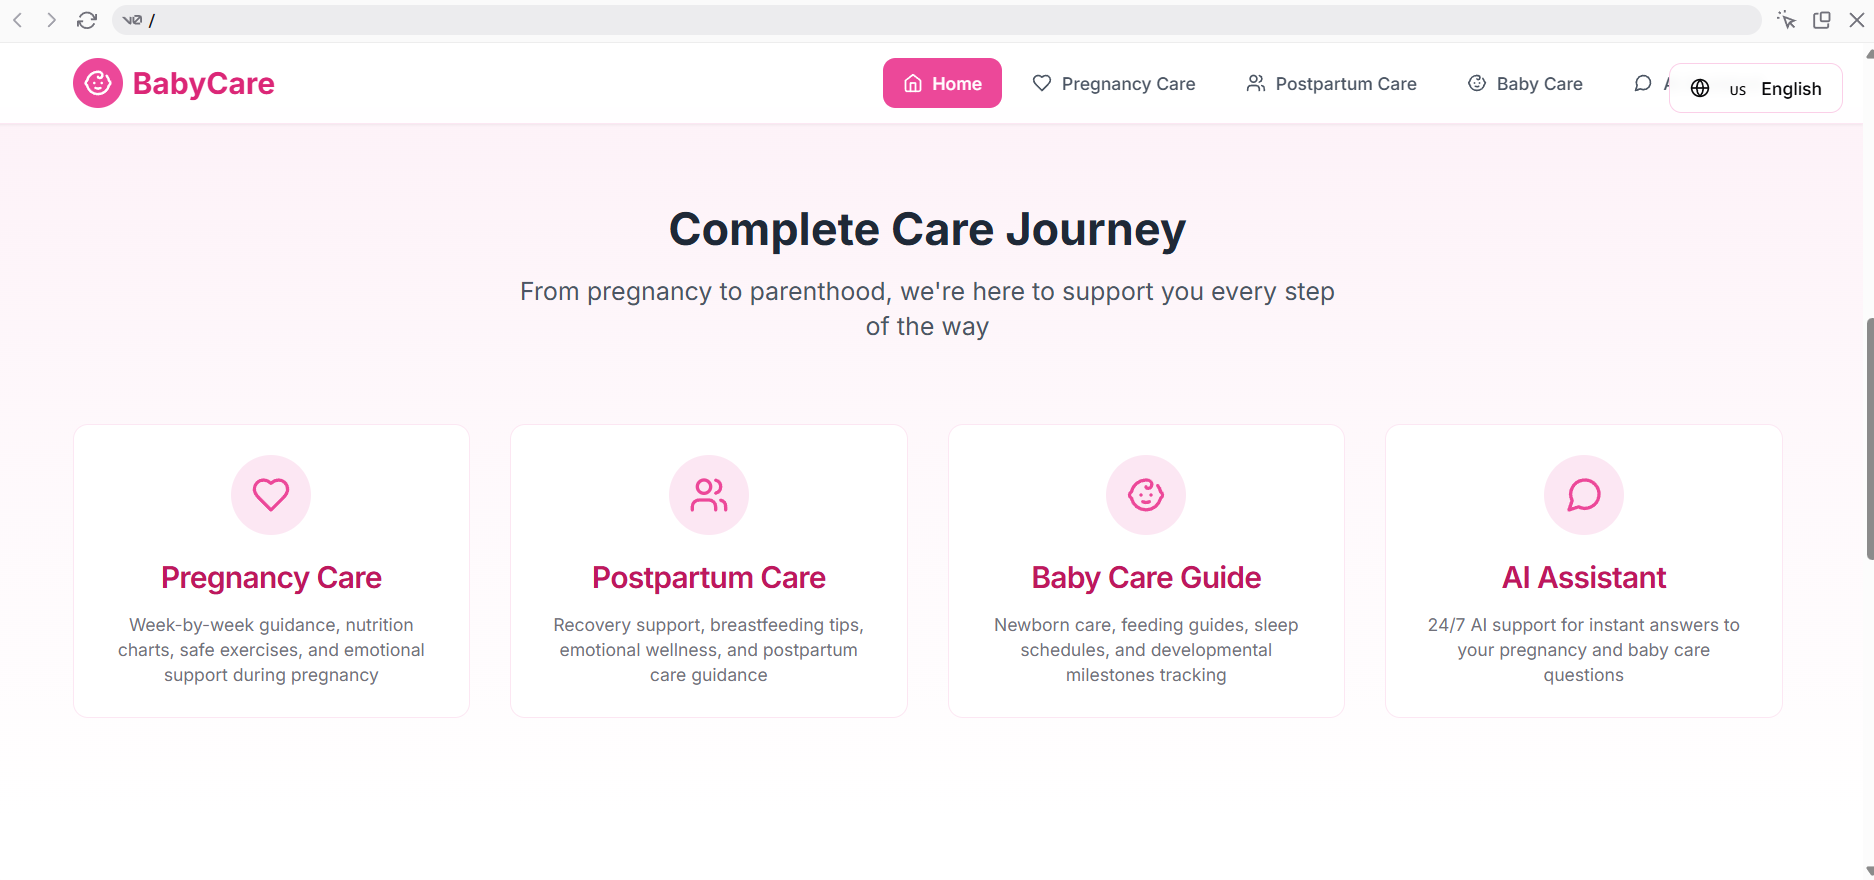 v0 /
BabyCare
Home
Pregnancy Care
Postpartum Care
Baby Care
US English
Complete Care Journey
From pregnancy to parenthood, we're here to support you every step
of the way
Pregnancy Care
Week-by-week guidance, nutrition
charts, safe exercises, and emotional
support during pregnancy
Postpartum Care
Recovery support, breastfeeding tips,
emotional wellness, and postpartum
care guidance
Baby Care Guide
Newborn care, feeding guides, sleep
schedules, and developmental
milestones tracking
AI Assistant
24/7 AI support for instant answers to
your pregnancy and baby care
questions